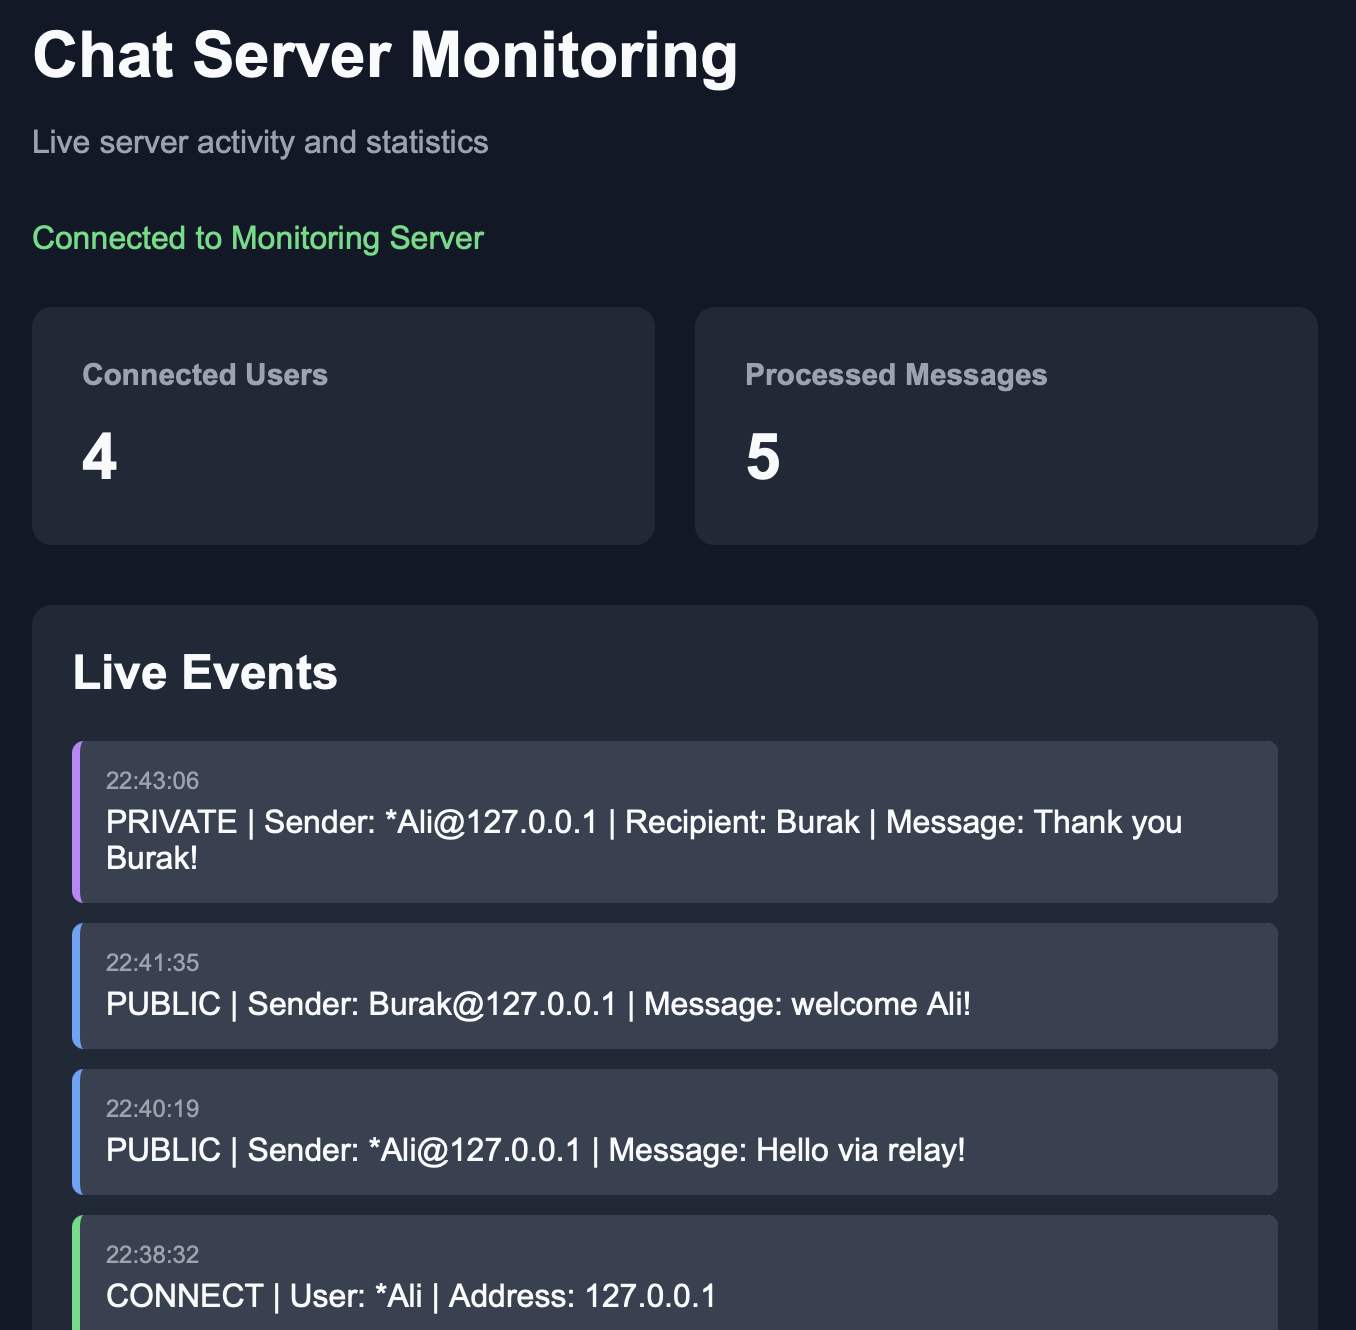 Chat Server Monitoring
Live server activity and statistics
Connected to Monitoring Server
Connected Users
4
Processed Messages
5
Live Events
22:43:06
PRIVATE | Sender: *Ali@127.0.0.1 | Recipient: Burak | Message: Thank you
Burak!
22:41:35
PUBLIC | Sender: Burak@127.0.0.1 | Message: welcome Ali!
22:40:19
PUBLIC | Sender: *Ali@127.0.0.1 | Message: Hello via relay!
22:38:32
CONNECT | User: *Ali | Address: 127.0.0.1